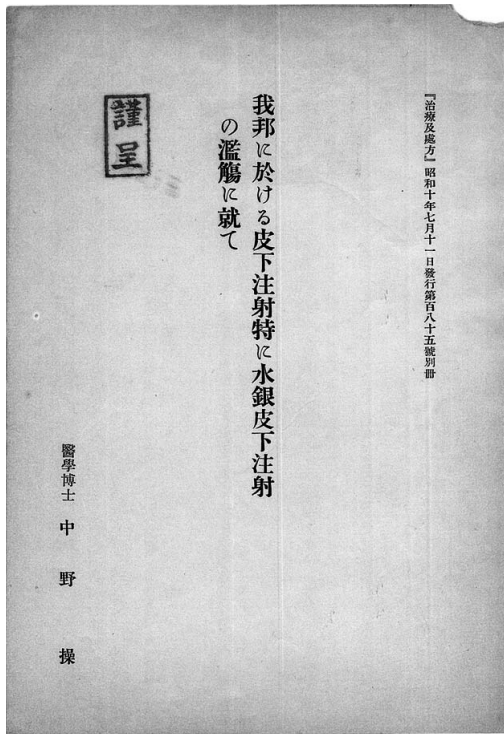 『治療及處方』昭和十年七月十一日發行第百八十五號別冊
我邦に於ける皮下注射特に水銀皮下注射
の濫觴に就て
謹呈
醫學博士 中野操